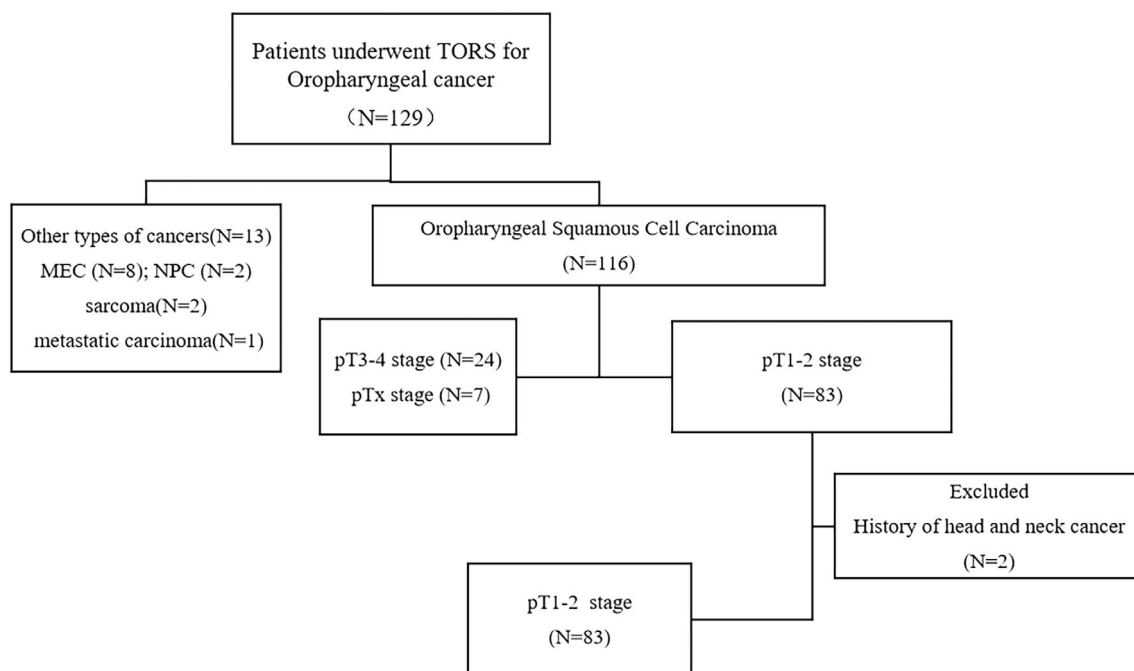 Patients underwent TORS for
Oropharyngeal cancer
（N=129）
Other types of cancers(N=13)
MEC (N=8); NPC (N=2)
sarcoma(N=2)
metastatic carcinoma(N=1)
Oropharyngeal Squamous Cell Carcinoma
(N=116)
pT3-4 stage (N=24)
pTx stage (N=7)
pT1-2 stage
(N=83)
Excluded
History of head and neck cancer
(N=2)
pT1-2 stage
(N=83)